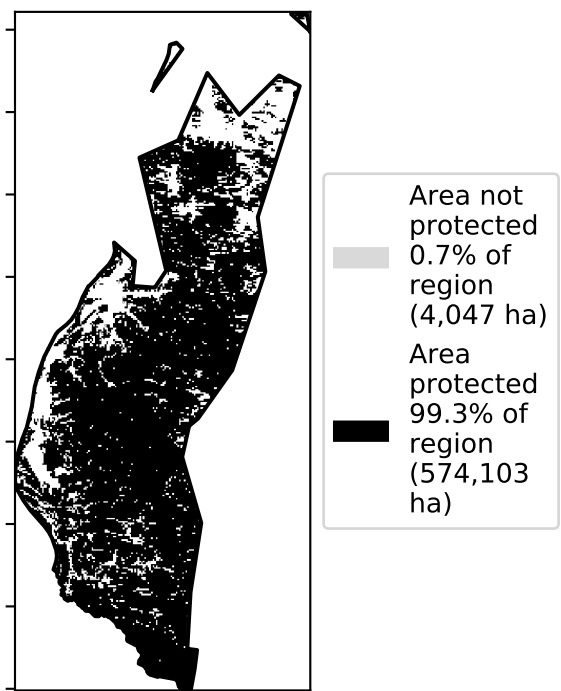 Area not
protected
0.7% of
region
(4,047 ha)
Area
protected
99.3% of
region
(574,103
ha)